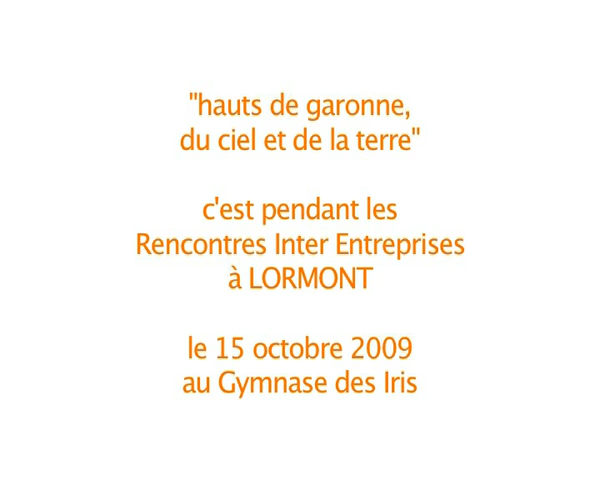 "hauts de garonne,
du ciel et de la terre"
c'est pendant les
Rencontres Inter Entreprises
à LORMONT
le 15 octobre 2009
au Gymnase des Iris